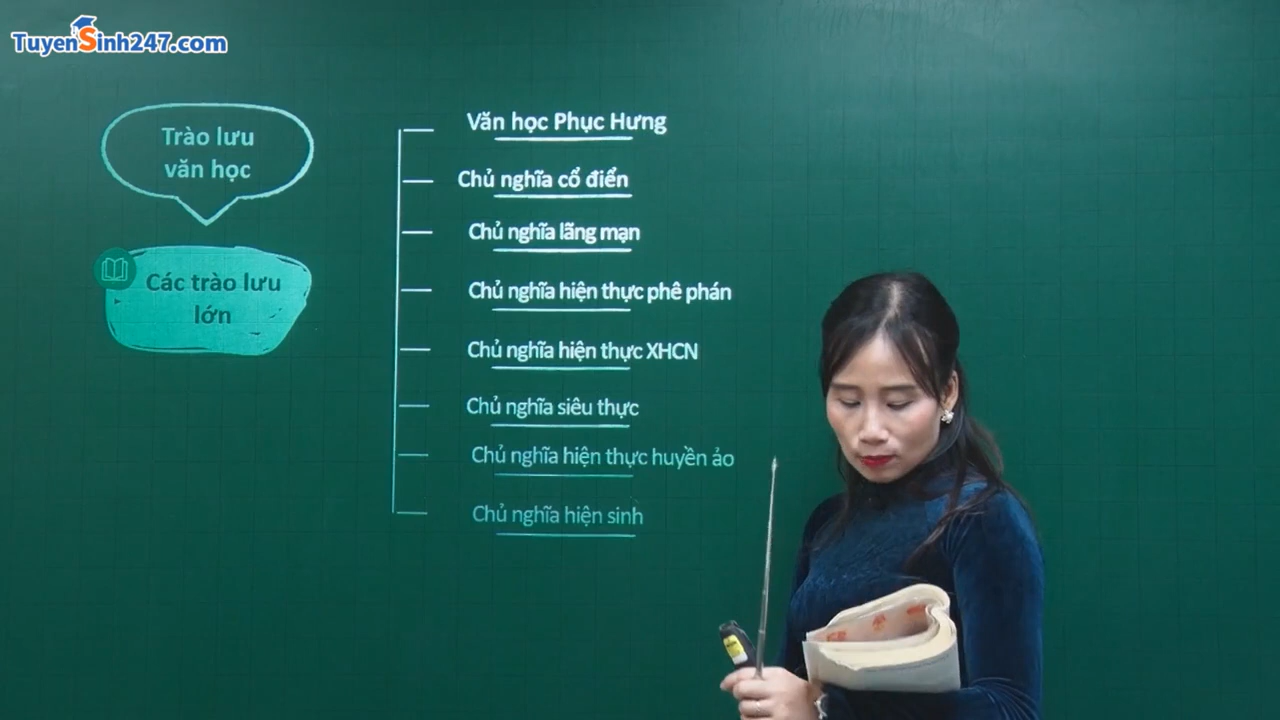 TuyenSinh247.com
Trào lưu
văn học
Các trào lưu
lớn
Văn học Phục Hưng
Chủ nghĩa cổ điển
Chủ nghĩa lãng mạn
Chủ nghĩa hiện thực phê phán
Chủ nghĩa hiện thực XHCN
Chủ nghĩa siêu thực
Chủ nghĩa hiện thực huyền ảo
Chủ nghĩa hiện sinh